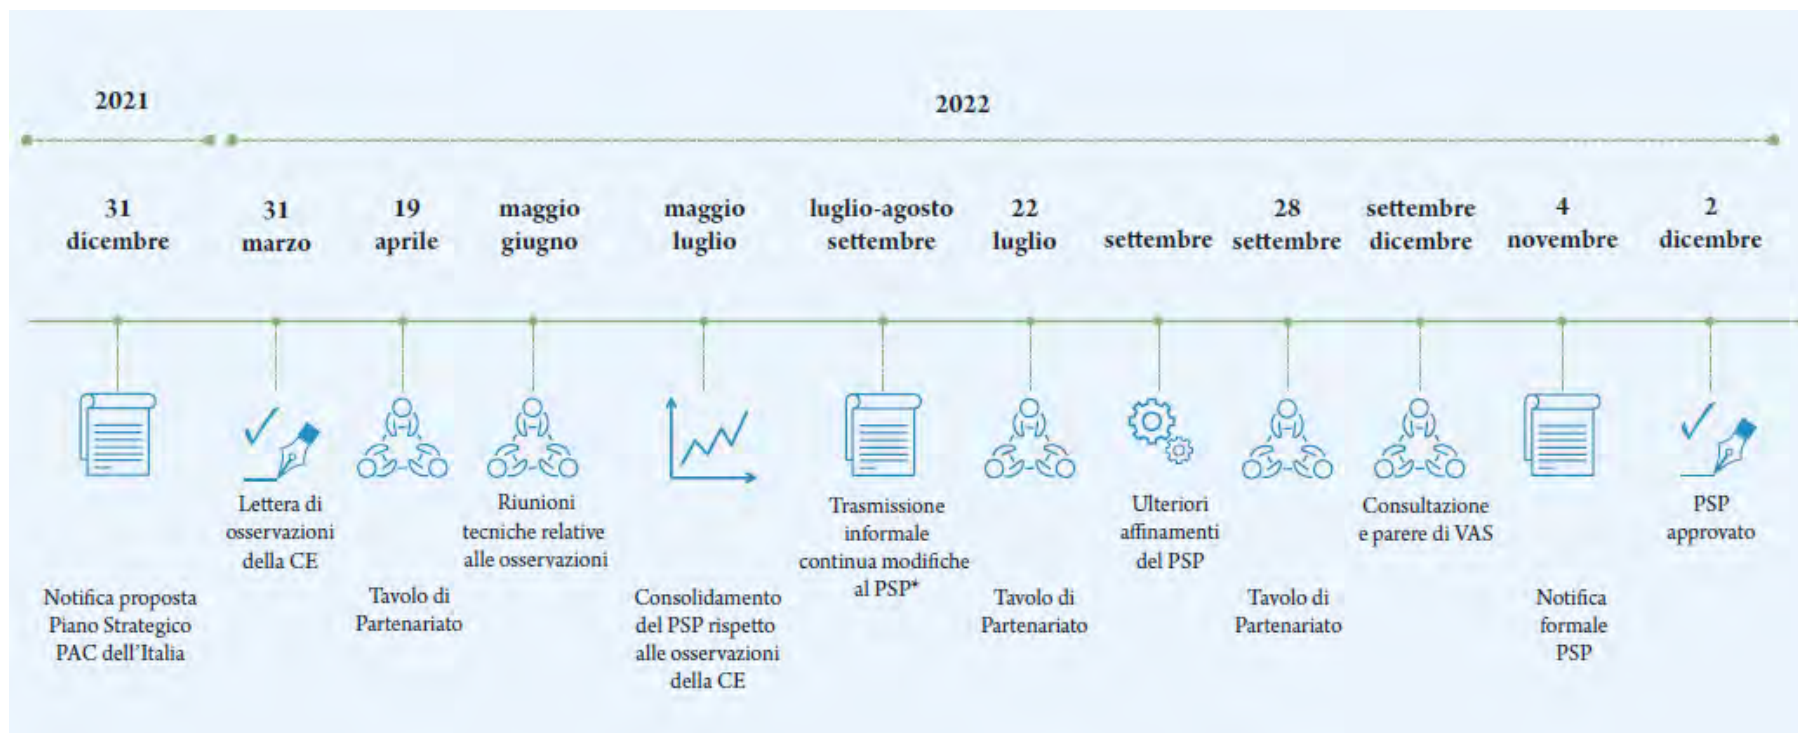 2021
2022
31
dicembre
31
marzo
19
aprile
maggio
giugno
maggio
luglio
luglio-agosto
settembre
22
luglio
settembre
28
settembre
settembre
dicembre
4
novembre
2
dicembre
Notifica proposta
Piano Strategico
PAC dell'Italia
Lettera di
osservazioni
della CE
Tavolo di
Partenariato
Riunioni
tecniche relative
alle osservazioni
Consolidamento
del PSP rispetto
alle osservazioni
della CE
Trasmissione
informale
continua modifiche
al PSP*
Tavolo di
Partenariato
Ulteriori
affinamenti
del PSP
Tavolo di
Partenariato
Consultazione
e parere di VAS
Notifica
formale
PSP
PSP
approvato